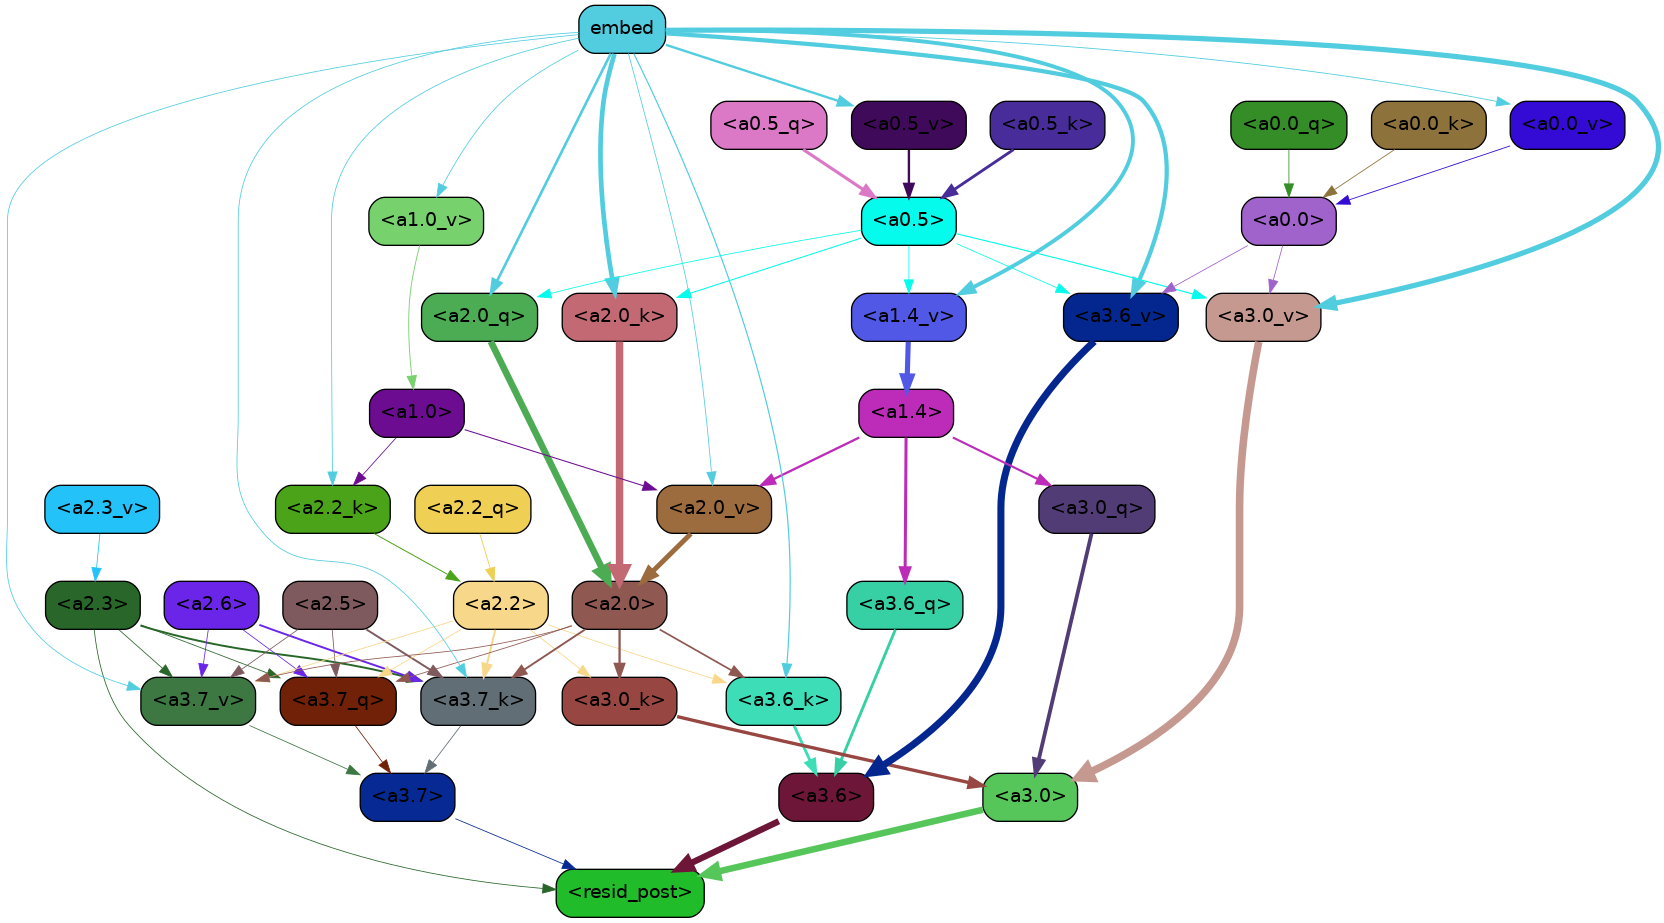 embed
<a0.5_q>
<a0.5_v>
<a0.5_k>
<a0.0_q>
<a0.0_k>
<a0.0_v>
<a1.0_v>
<a0.5>
<a0.0>
<a2.0_q>
<a2.0_k>
<a1.4_v>
<a3.6_v>
<a3.0_v>
<a1.0>
<a1.4>
<a2.3_v>
<a2.2_k>
<a2.2_q>
<a2.0_v>
<a3.0_q>
<a2.3>
<a2.6>
<a2.5>
<a2.2>
<a2.0>
<a3.6_q>
<a3.7_v>
<a3.7_q>
<a3.7_k>
<a3.0_k>
<a3.6_k>
<a3.7>
<a3.6>
<a3.0>
<resid_post>